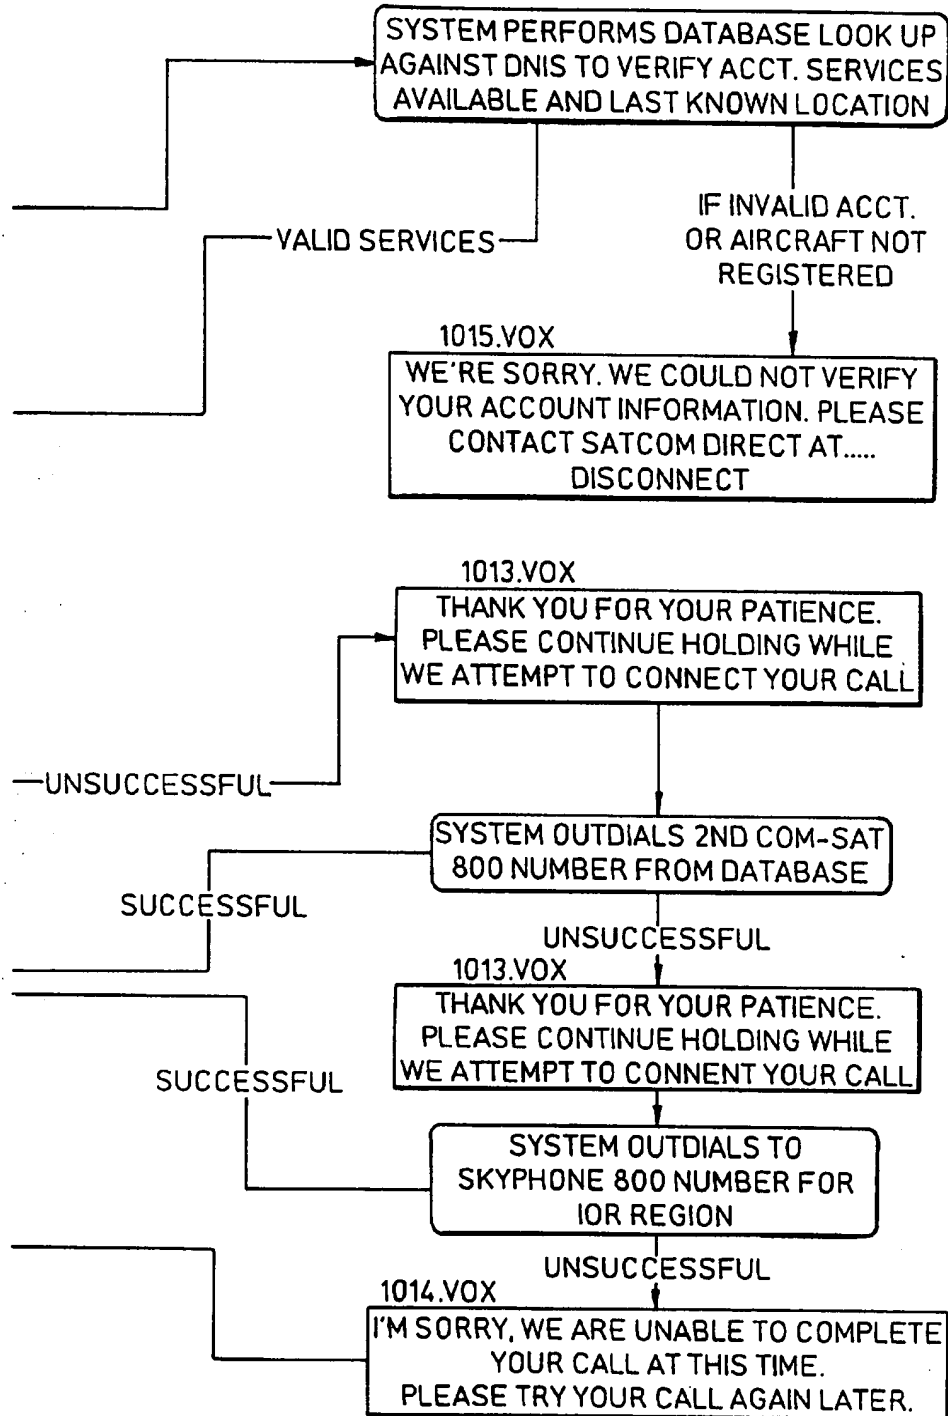 SYSTEM PERFORMS DATABASE LOOK UP
AGAINST DNIS TO VERIFY ACCT. SERVICES
AVAILABLE AND LAST KNOWN LOCATION
VALID SERVICES
IF INVALID ACCT.
OR AIRCRAFT NOT
REGISTERED
1015.VOX
WE'RE SORRY. WE COULD NOT VERIFY
YOUR ACCOUNT INFORMATION. PLEASE
CONTACT SATCOM DIRECT AT.....
DISCONNECT
1013.VOX
THANK YOU FOR YOUR PATIENCE.
PLEASE CONTINUE HOLDING WHILE
WE ATTEMPT TO CONNECT YOUR CALL
UNSUCCESSFUL
SYSTEM OUTDIALS 2ND COM-SAT
800 NUMBER FROM DATABASE
SUCCESSFUL
UNSUCCESSFUL
1013.VOX
THANK YOU FOR YOUR PATIENCE.
PLEASE CONTINUE HOLDING WHILE
WE ATTEMPT TO CONNENT YOUR CALL
SUCCESSFUL
SYSTEM OUTDIALS TO
SKYPHONE 800 NUMBER FOR
IOR REGION
UNSUCCESSFUL
1014.VOX
I'M SORRY, WE ARE UNABLE TO COMPLETE
YOUR CALL AT THIS TIME.
PLEASE TRY YOUR CALL AGAIN LATER.